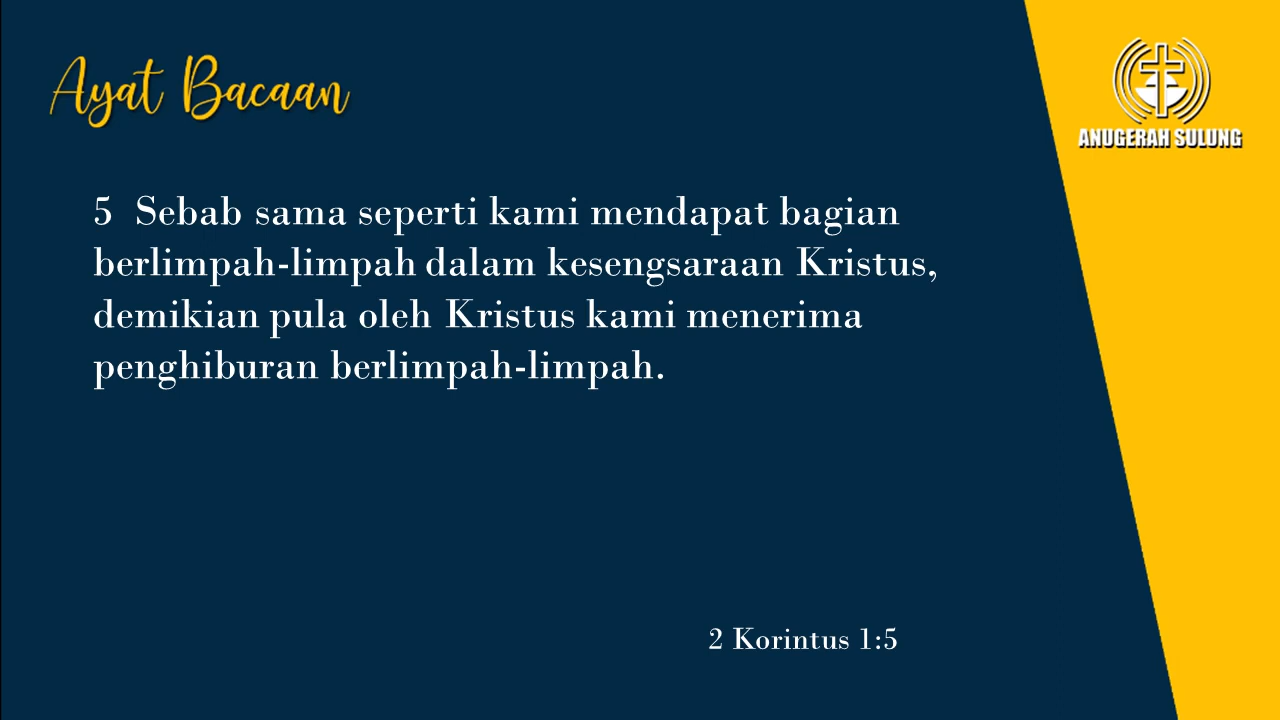 Ayat Bacaan
ANUGERAH SULUNG
5 Sebab sama seperti kami mendapat bagian
berlimpah-limpah dalam kesengsaraan Kristus,
demikian pula oleh Kristus kami menerima
penghiburan berlimpah-limpah.
2 Korintus 1:5